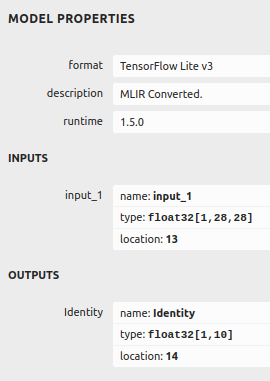 MODEL PROPERTIES
format TensorFlow Lite v3
description MLIR Converted.
runtime 1.5.0
INPUTS
input_1 name: input_1
type: float32[1,28,28]
location: 13
OUTPUTS
Identity name: Identity
type: float32[1,10]
location: 14